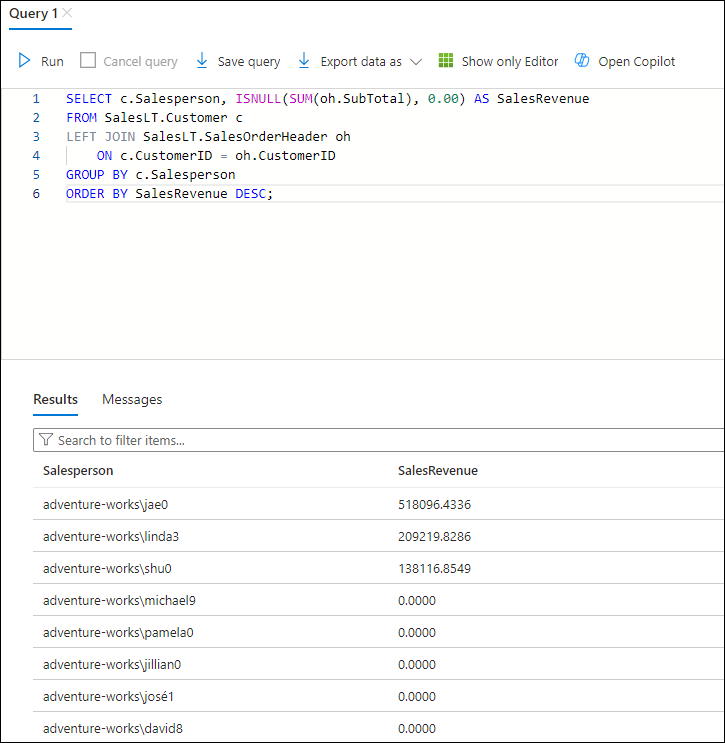 Query 1
Run Cancel query Save query Export data as Show only Editor Open Copilot
1 SELECT c.Salesperson, ISNULL(SUM(oh.SubTotal), 0.00) AS SalesRevenue
2 FROM SalesLT.Customer c
3 LEFT JOIN SalesLT.SalesOrderHeader oh
4 ON c.CustomerID = oh.CustomerID
5 GROUP BY c.Salesperson
6 ORDER BY SalesRevenue DESC;
Results Messages
Search to filter items...
Salesperson SalesRevenue
adventure-works\jae0 518096.4336
adventure-works\linda3 209219.8286
adventure-works\shu0 138116.8549
adventure-works\michael9 0.0000
adventure-works\pamela0 0.0000
adventure-works\jillian0 0.0000
adventure-works\josé1 0.0000
adventure-works\david8 0.0000